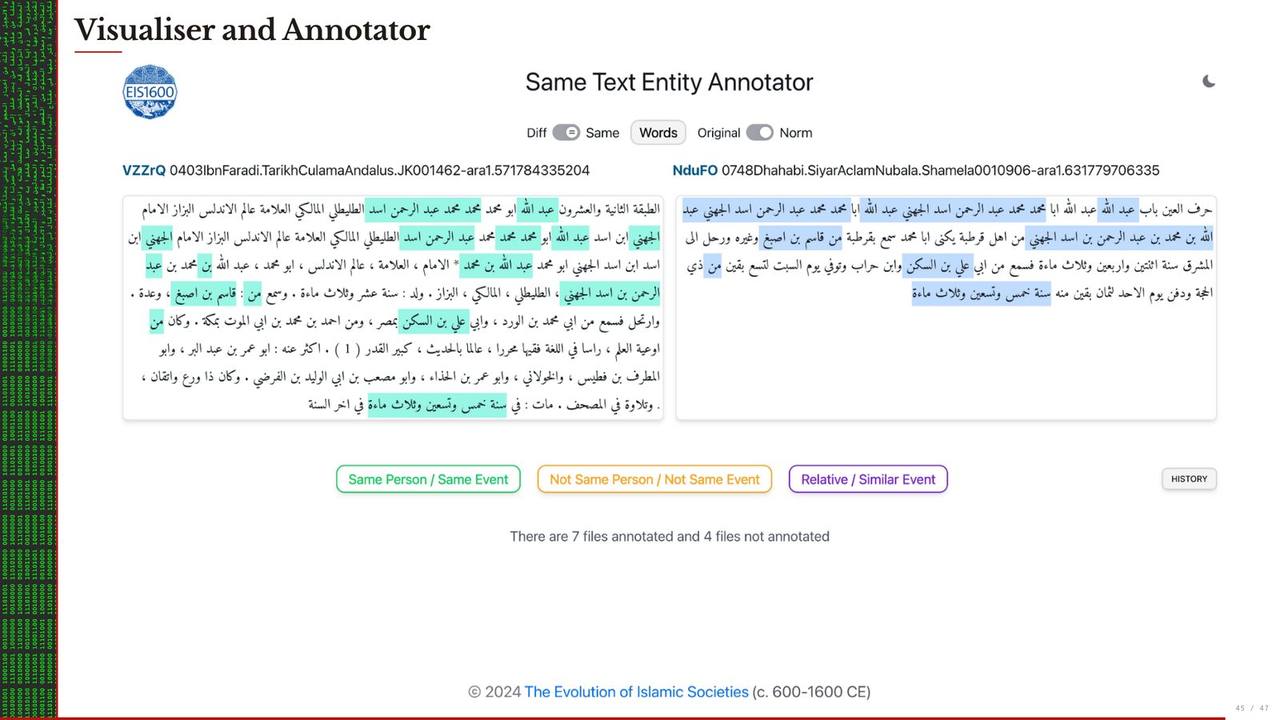 Visualiser and Annotator
EIS1600
Same Text Entity Annotator
Diff Same Words Original Norm
VZZrQ 0403IbnFaradi.TarikhCulamaAndalus.JK001462-ara1.571784335204
الطبقة الثانية والعشرون عبد الله ابو محمد محمد محمد عبد الرحمن اسد الطليطلي المالكي العلامة عالم الاندلس البزاز الامام
الجهني ابن اسد عبد الله ابو محمد محمد محمد عبد الرحمن اسد الطليطلي المالكي العلامة عالم الاندلس البزاز الامام الجهني ابن
اسد ابن اسد الجهني ابو محمد عبد الله بن محمد * الامام ، العلامة ، عالم الاندلس ، ابو محمد ، عبد الله بن محمد بن عبد
الرحمن بن اسد الجهني ، الطليطلي ، المالكي ، البزاز . ولد : سنة عشر وثلاث ماءة . وسمع من : قاسم بن اصبغ ، وعدة .
وارتحل فسمع من ابي محمد بن الورد ، وابي علي بن السكن بمصر ، ومن احمد بن محمد بن ابي الموت بمكة . وكان من
اوعية العلم ، راسا في اللغة فقيها محررا ، عالما بالحديث ، كبير القدر ( 1 ) . اكثر عنه : ابو عمر بن عبد البر ، وابو
المطرف بن فطيس ، والخولاني ، وابو عمر بن الحذاء ، وابو مصعب بن ابي الوليد بن الفرضي . وكان ذا ورع واتقان ،
. وتلاوة في المصحف . مات : في سنة خمس وتسعين وثلاث ماءة في اخر السنة
NduFO 0748Dhahabi.SiyarAclamNubala.Shamela0010906-ara1.631779706335
حرف العين باب عبد الله عبد الله ابا محمد محمد عبد الرحمن اسد الجهني عبد الله ابا محمد محمد عبد الرحمن اسد الجهني عبد
الله بن محمد بن عبد الرحمن بن اسد الجهني من اهل قرطبة يكنى ابا محمد سمع بقرطبة من قاسم بن اصبغ وغيره ورحل الى
المشرق سنة اثنتين واربعين وثلاث ماءة فسمع من ابي علي بن السكن وابن حراب وتوفي يوم السبت لتسع بقين من ذي
الحجة ودفن يوم الاحد لثمان بقين منه سنة خمس وتسعين وثلاث ماءة
Same Person / Same Event Not Same Person / Not Same Event Relative / Similar Event HISTORY
There are 7 files annotated and 4 files not annotated
© 2024 The Evolution of Islamic Societies (c. 600-1600 CE)
45 / 47